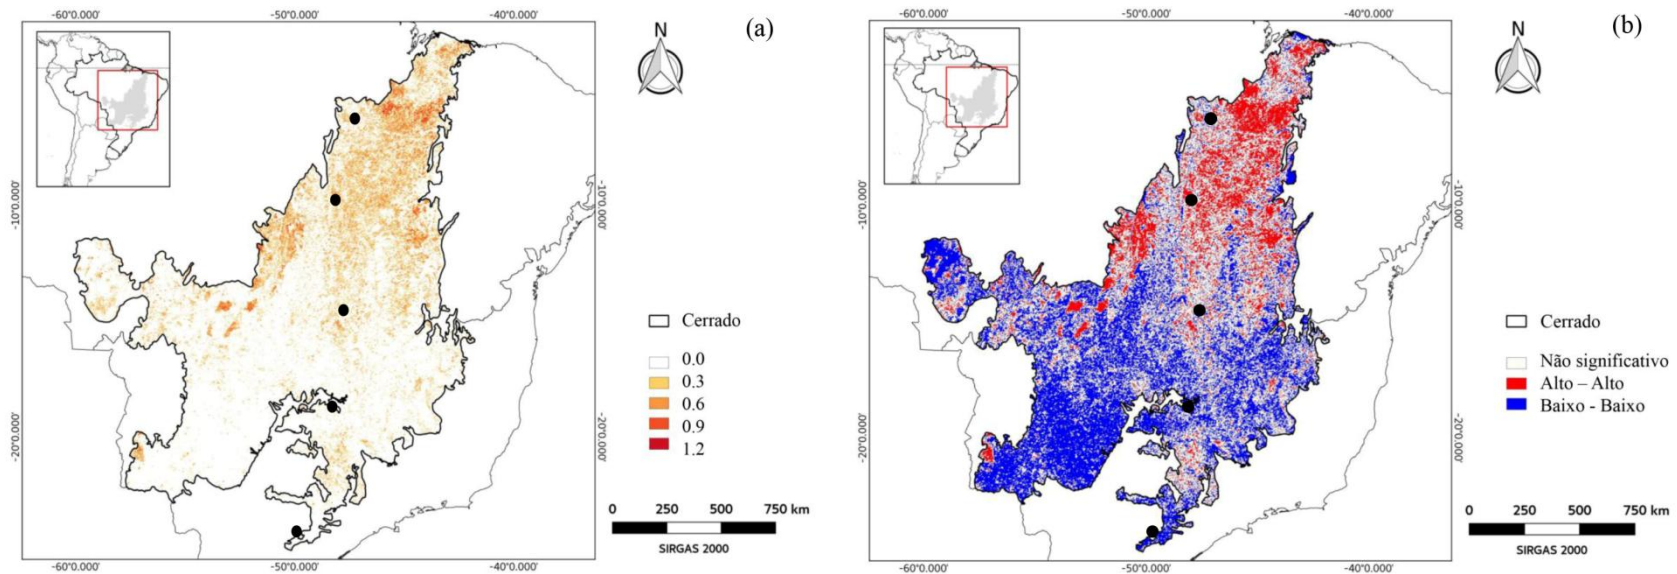 -60°0.000' -50°0.000' -40°0.000'
(a)
N
-10°0.000'
-10°0.000'
-20°0.000'
-20°0.000'
Cerrado
0.0
0.3
0.6
0.9
1.2
0 250 500 750 km
SIRGAS 2000
-60°0.000' -50°0.000' -40°0.000'
-60°0.000' -50°0.000' -40°0.000'
(b)
N
-10°0.000'
-10°0.000'
-20°0.000'
-20°0.000'
Cerrado
Não significativo
Alto – Alto
Baixo - Baixo
0 250 500 750 km
SIRGAS 2000
-60°0.000' -50°0.000' -40°0.000'